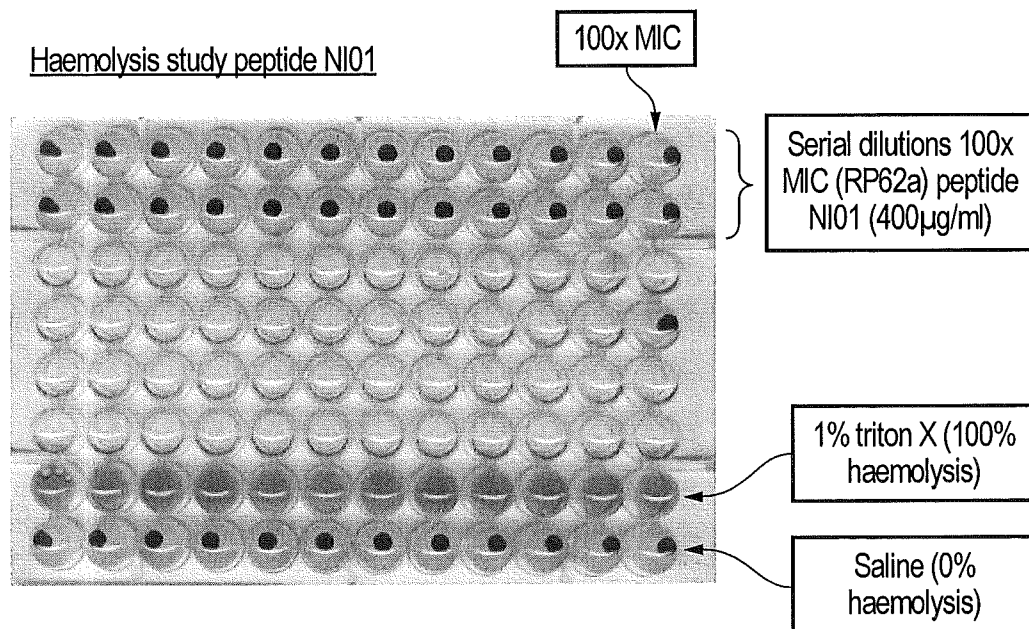 Haemolysis study peptide NI01
100x MIC
Serial dilutions 100x
MIC (RP62a) peptide
NI01 (400µg/ml)
1% triton X (100%
haemolysis)
Saline (0%
haemolysis)